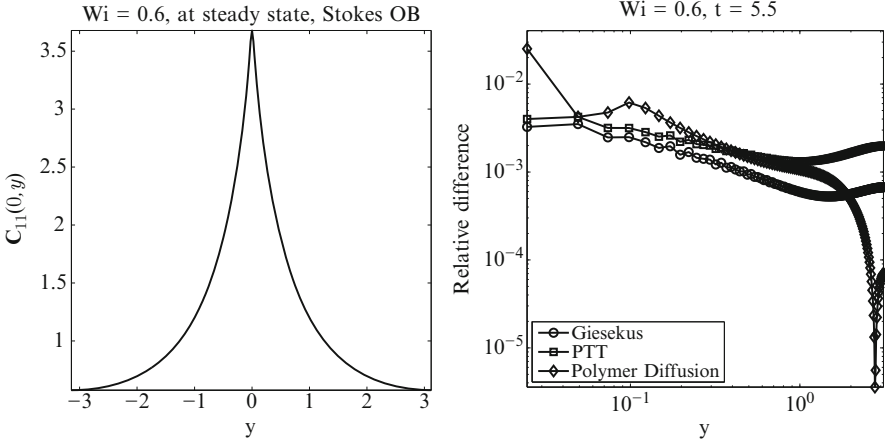 Wi = 0.6, at steady state, Stokes OB
3.5
3
2.5
2
1.5
1
C₁₁(0,y)
−3 −2 −1 0 1 2 3
y
Wi = 0.6, t = 5.5
10⁻²
10⁻³
10⁻⁴
10⁻⁵
Relative difference
Giesekus
PTT
Polymer Diffusion
10⁻¹ 10⁰
y